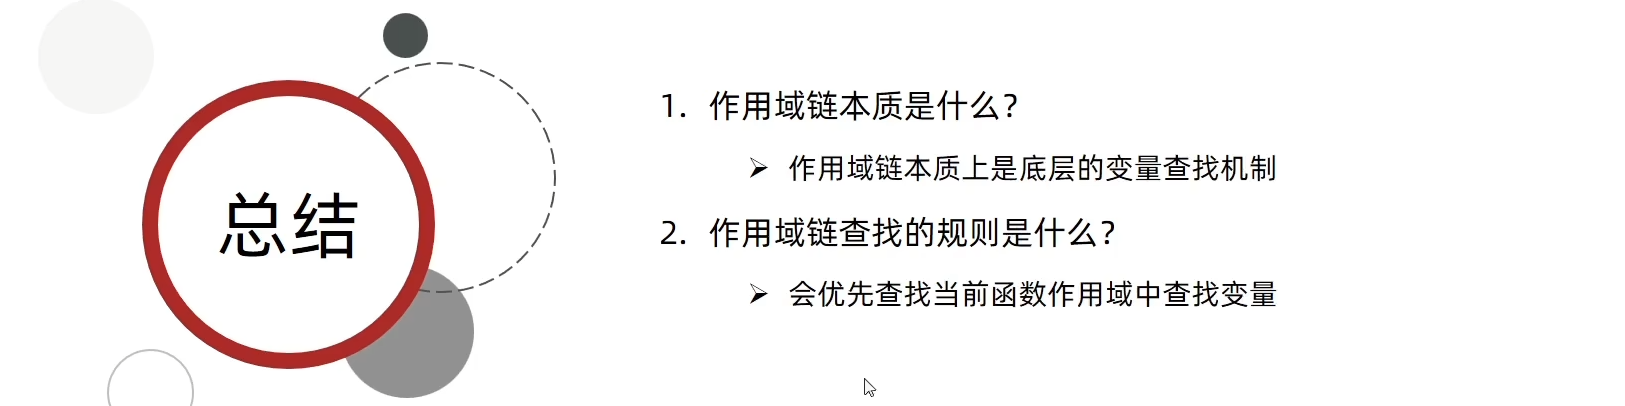 总结
1. 作用域链本质是什么?
➢ 作用域链本质上是底层的变量查找机制
2. 作用域链查找的规则是什么?
➢ 会优先查找当前函数作用域中查找变量